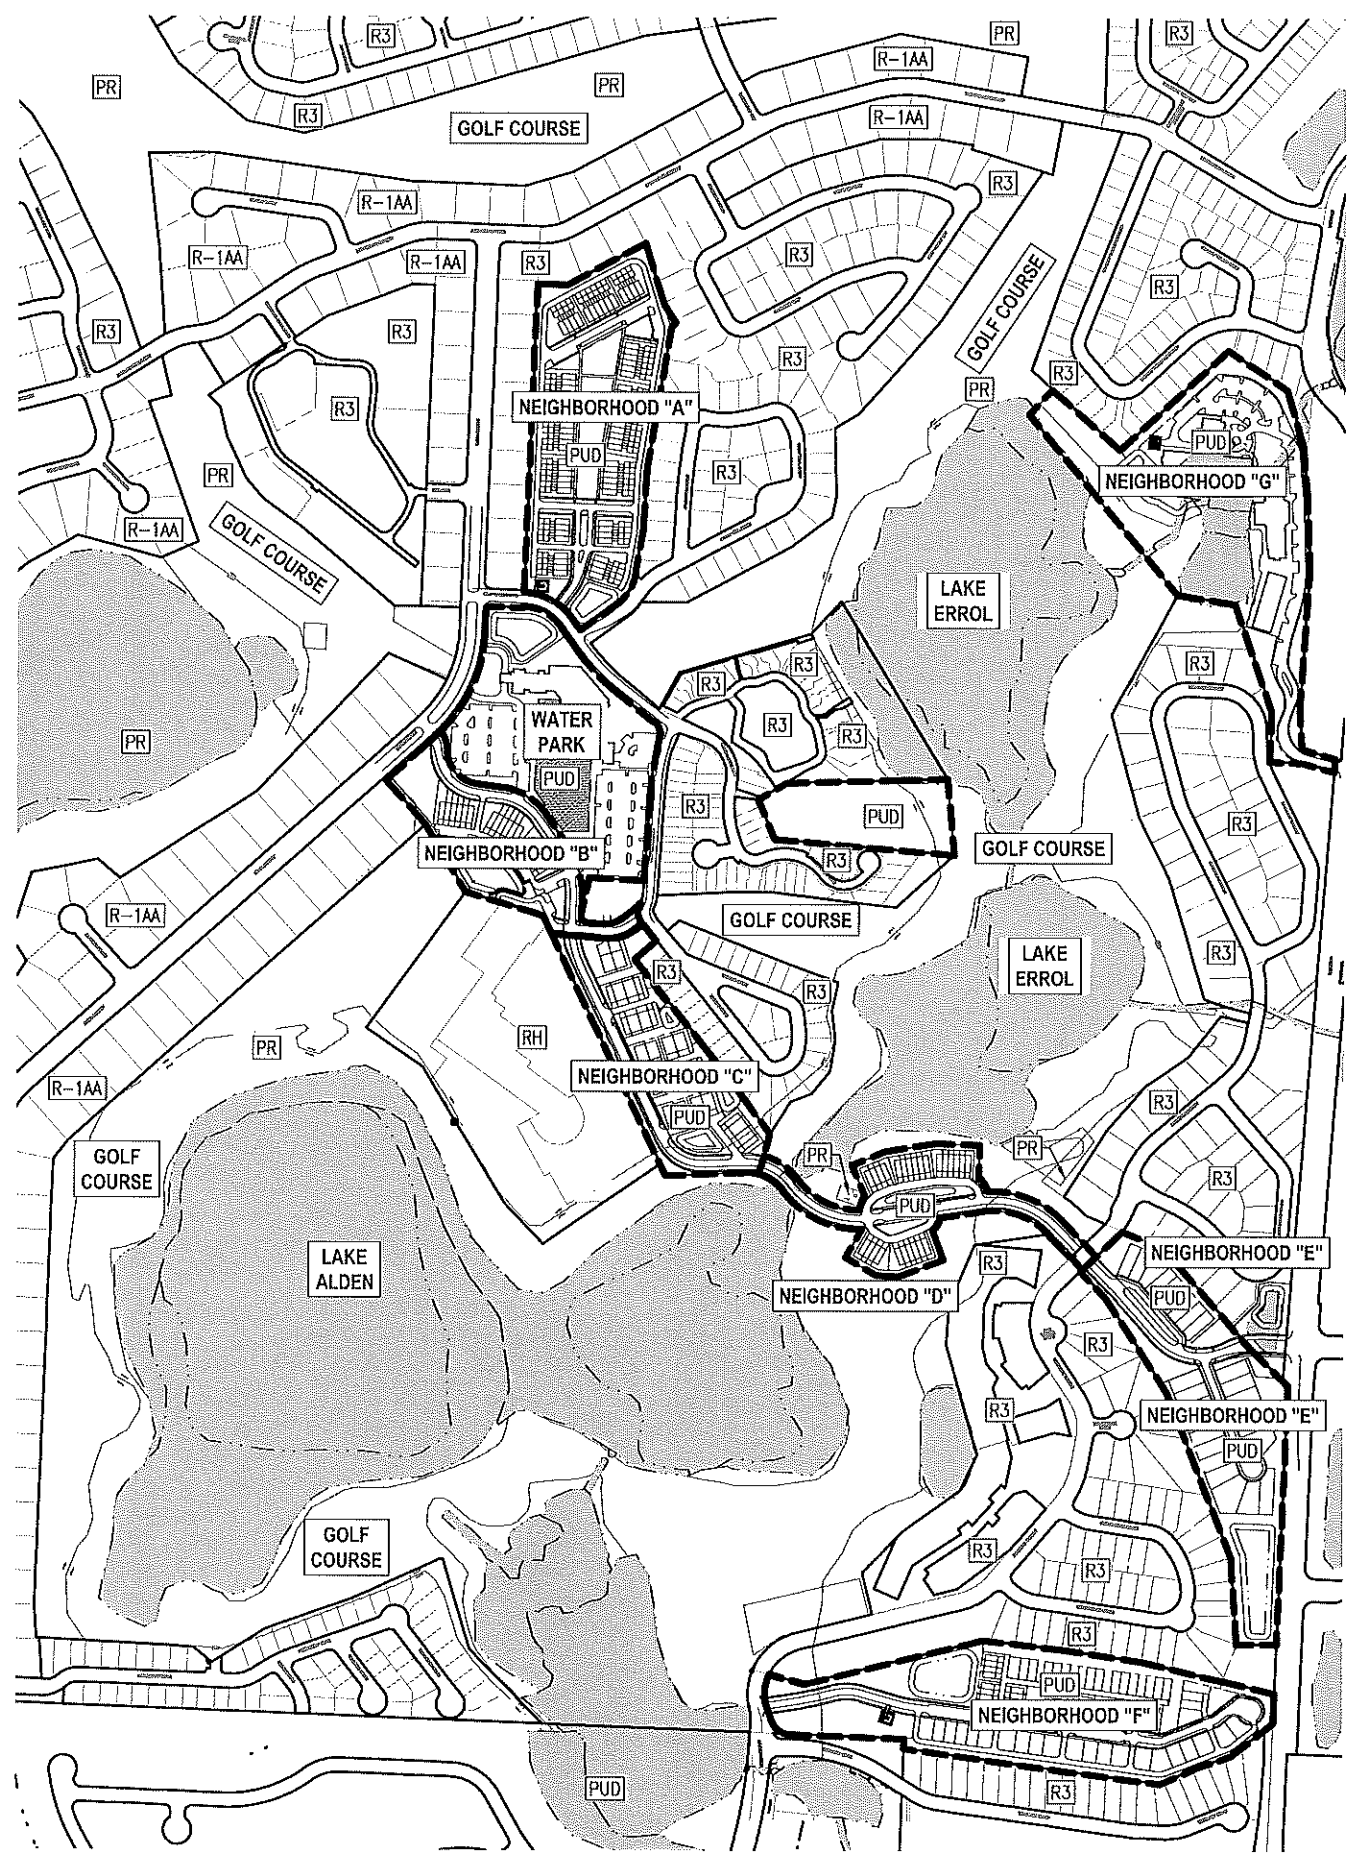 R3
PR
R3
PR
R-1AA
PR
R3
R-1AA
GOLF COURSE
R3
R-1AA
R3
R-1AA
R-1AA
R3
R3
GOLF COURSE
R3
R3
R3
R3
R3
PR
R3
NEIGHBORHOOD "A"
PUD
PUD
NEIGHBORHOOD "G"
R3
PR
R-1AA
GOLF COURSE
LAKE
ERROL
R3
R3
R3
R3
R3
PR
WATER
PARK
PUD
R3
PUD
R3
NEIGHBORHOOD "B"
R3
GOLF COURSE
R-1AA
GOLF COURSE
R3
LAKE
ERROL
R3
R3
RH
PR
NEIGHBORHOOD "C"
R-1AA
R3
PUD
GOLF
COURSE
PR
PR
R3
PUD
LAKE
ALDEN
NEIGHBORHOOD "E"
R3
NEIGHBORHOOD "D"
PUD
R3
R3
NEIGHBORHOOD "E"
PUD
GOLF
COURSE
R3
R3
R3
PUD
NEIGHBORHOOD "F"
PUD
R3